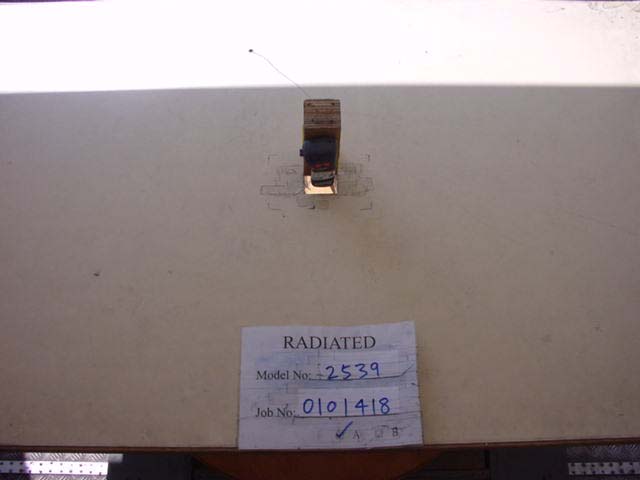 RADIATED
Model No: 2539
Job No: 0101418
✓ A B